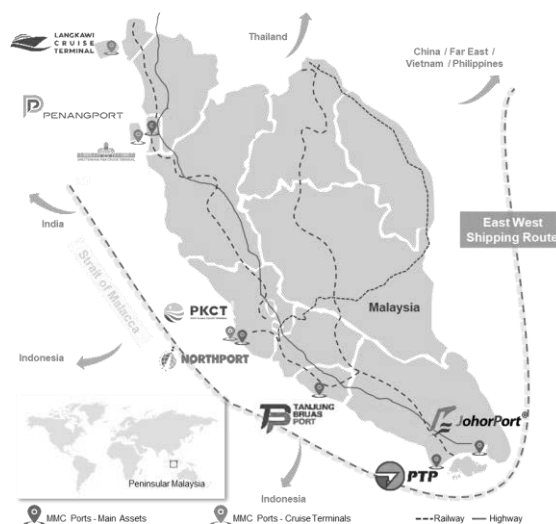 LANGKAWI
CRUISE
TERMINAL
Thailand
China / Far East /
Vietnam / Philippines
PENANGPORT
India
East West
Shipping Route
Strait of Malacca
PKCT
Malaysia
NORTHPORT
Indonesia
TANJUNG
BRUAS
PORT
JOHORPORT
Peninsular Malaysia
PTP
Indonesia
MMC Ports - Main Assets
MMC Ports - Cruise Terminals
Railway
Highway